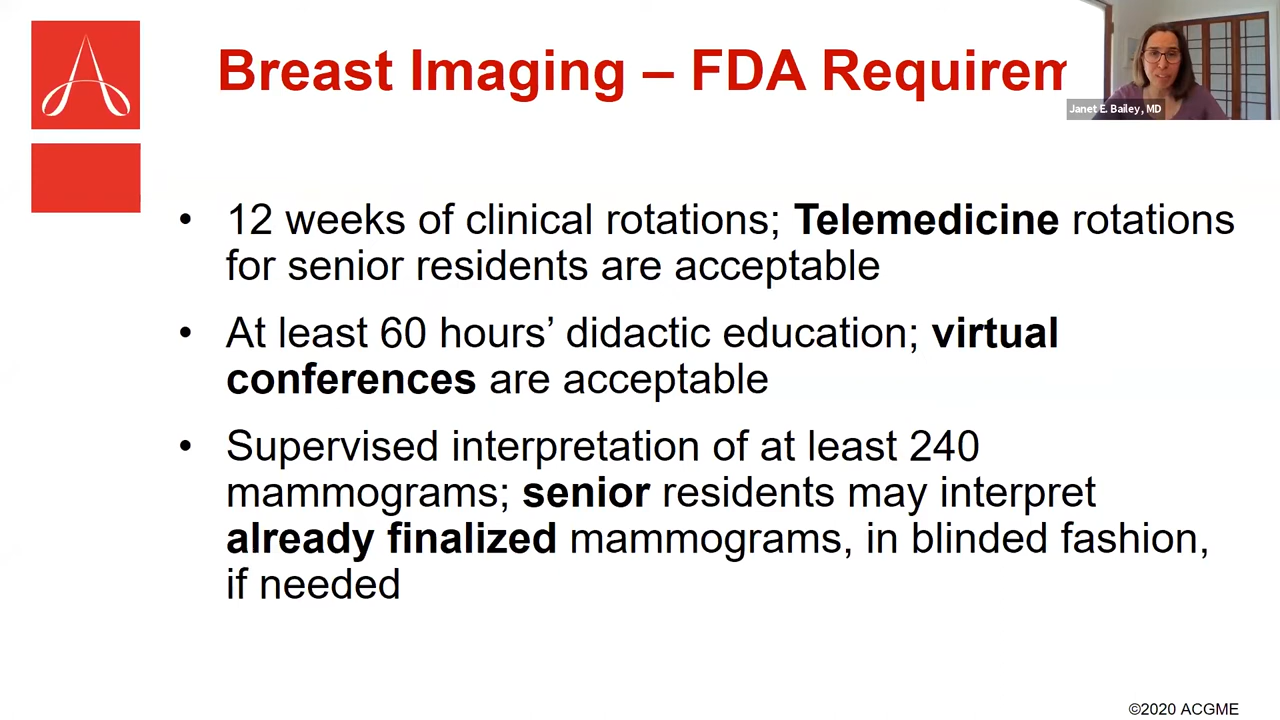 Breast Imaging – FDA Requirem
Janet E. Bailey, MD
• 12 weeks of clinical rotations; Telemedicine rotations
for senior residents are acceptable
• At least 60 hours’ didactic education; virtual
conferences are acceptable
• Supervised interpretation of at least 240
mammograms; senior residents may interpret
already finalized mammograms, in blinded fashion,
if needed
©2020 ACGME